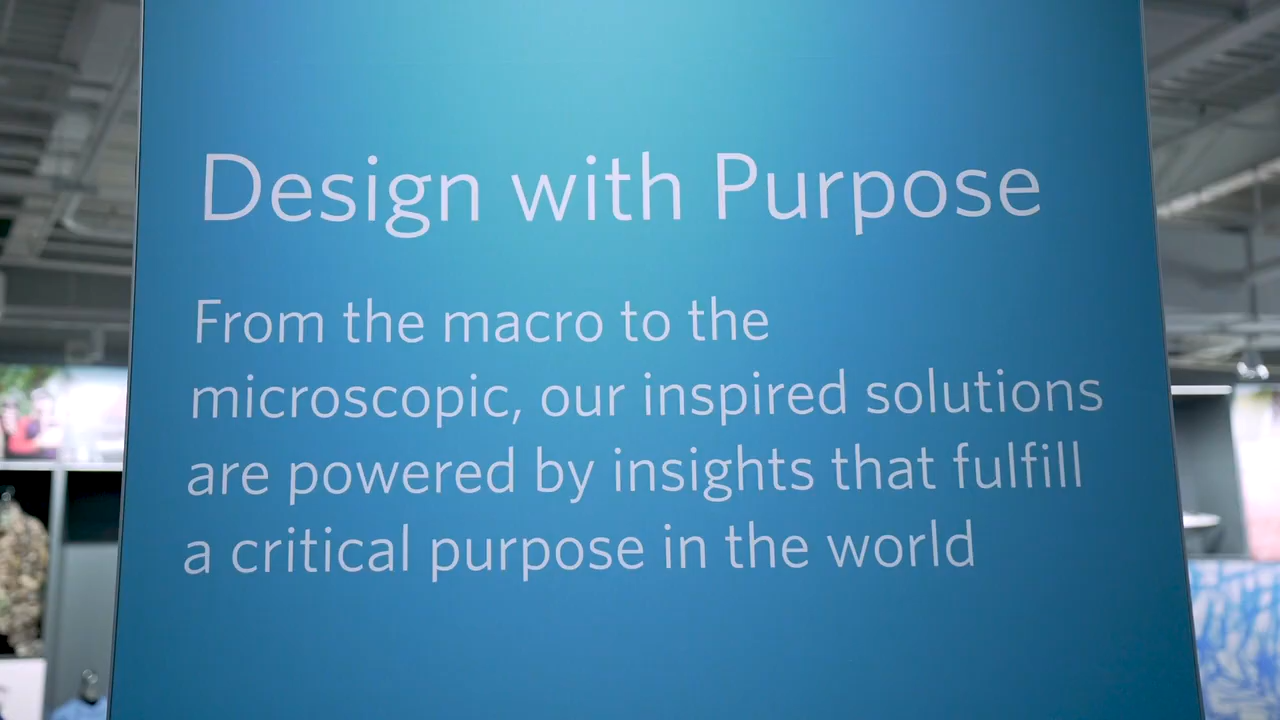 Design with Purpose
From the macro to the
microscopic, our inspired solutions
are powered by insights that fulfill
a critical purpose in the world